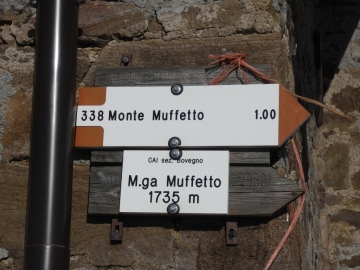 338 Monte Muffetto 1.00
CAI sez. Bovegno
M.ga Muffetto
1735 m